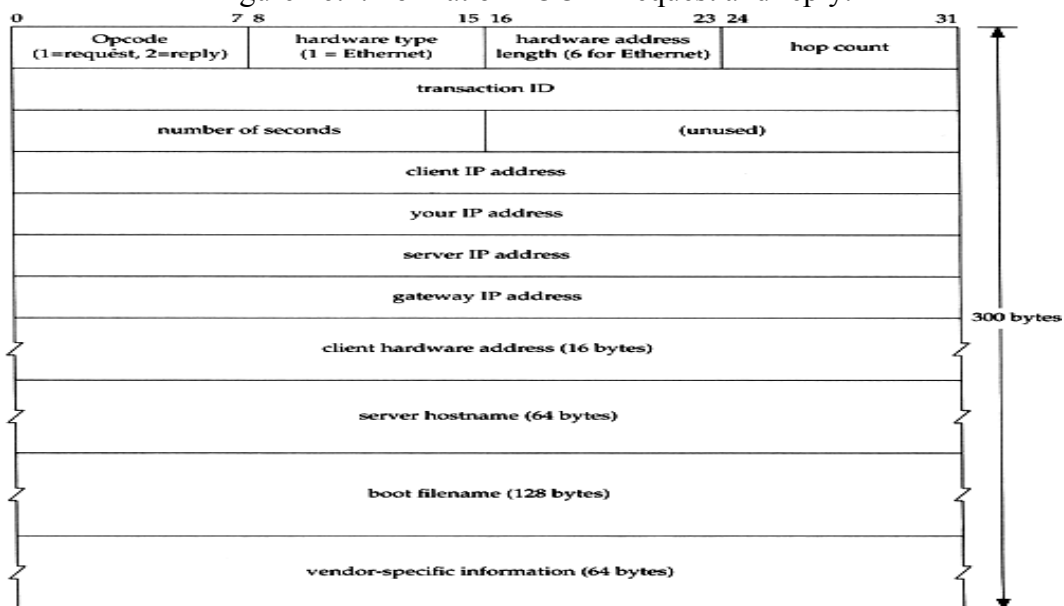 0 7 8 15 16 23 24 31
Opcode hardware type hardware address hop count
(1=request, 2=reply) (1 = Ethernet) length (6 for Ethernet)
transaction ID
number of seconds (unused)
client IP address
your IP address
server IP address
gateway IP address
300 bytes
client hardware address (16 bytes)
server hostname (64 bytes)
boot filename (128 bytes)
vendor-specific information (64 bytes)